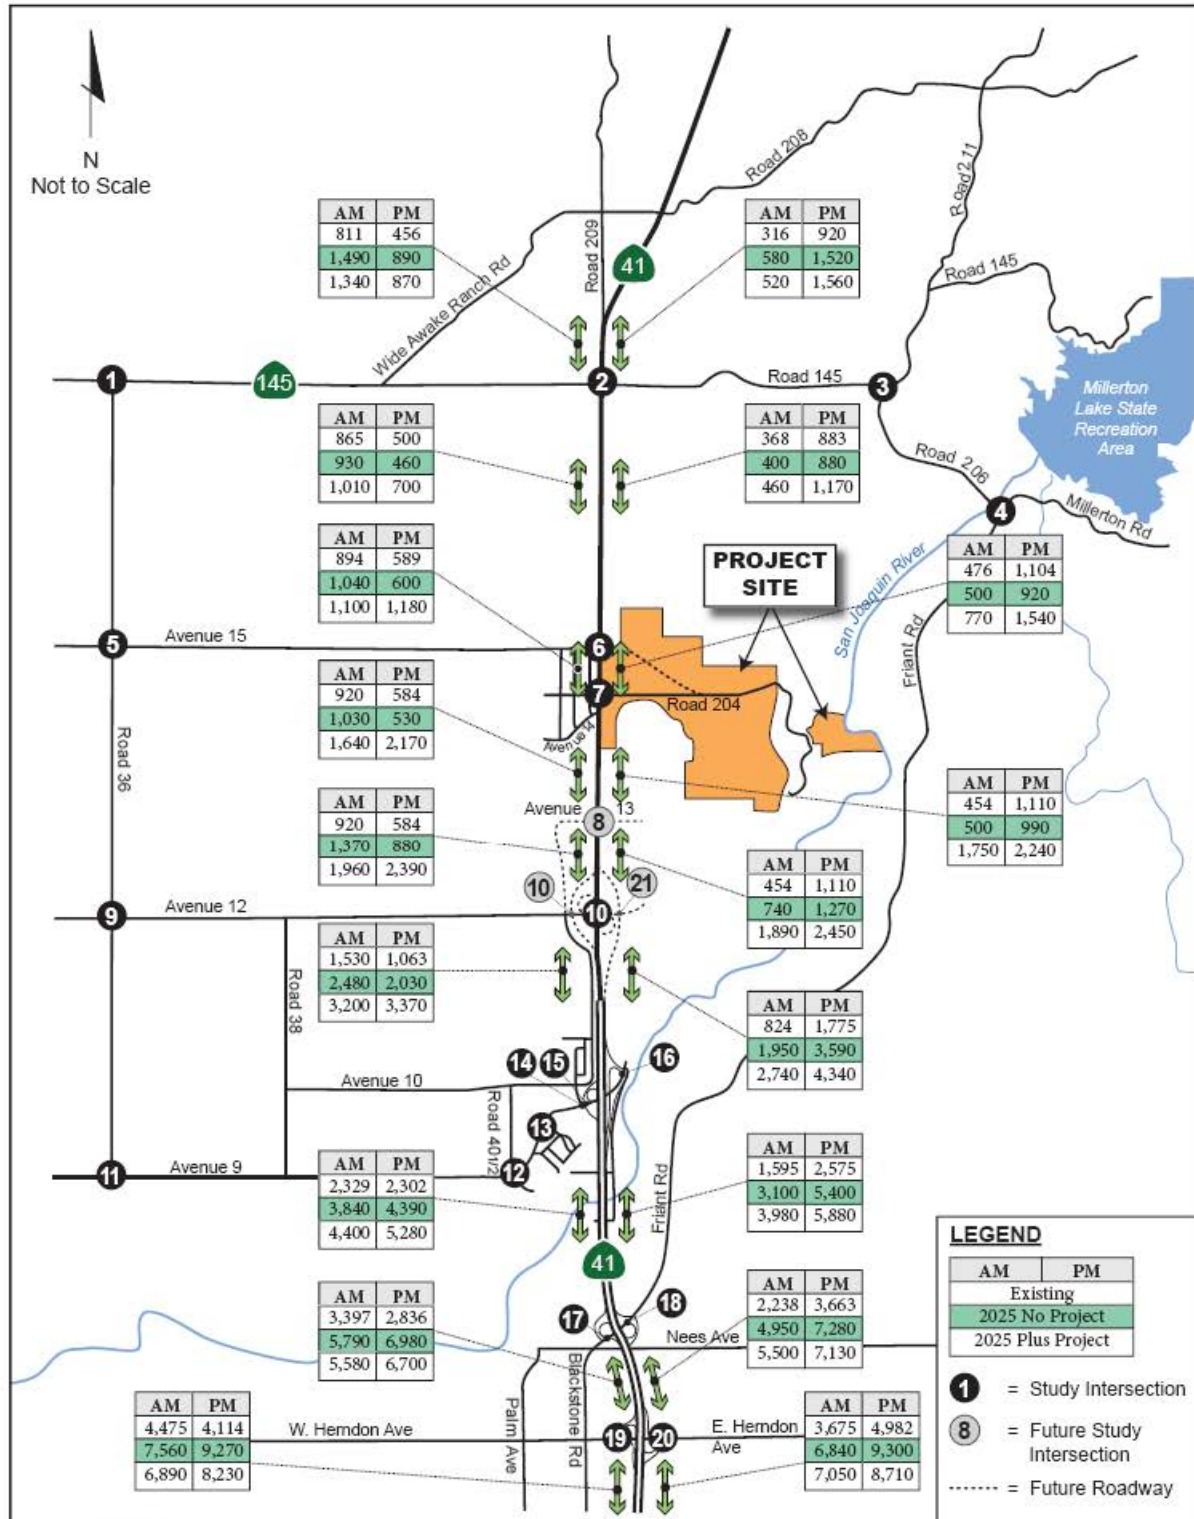 N
Not to Scale
Road 208
Road 2.11
Road 209
41
Wide Awake Ranch Rd
AM PM
811 456
1,490 890
1,340 870
AM PM
316 920
580 1,520
520 1,560
Road 145
1
145
2
Road 145
3
Millerton
Lake State
Recreation
Area
AM PM
865 500
930 460
1,010 700
AM PM
368 883
400 880
460 1,170
Road 2.06
4
Millerton Rd
AM PM
894 589
1,040 600
1,100 1,180
PROJECT
SITE
San Joaquin River
AM PM
476 1,104
500 920
770 1,540
Friant Rd
5
Avenue 15
6
7
Road 204
Avenue 14
AM PM
920 584
1,030 530
1,640 2,170
Road 36
AM PM
454 1,110
500 990
1,750 2,240
Avenue 13
8
AM PM
920 584
1,370 880
1,960 2,390
AM PM
454 1,110
740 1,270
1,890 2,450
10
21
9
Avenue 12
10
AM PM
1,530 1,063
2,480 2,030
3,200 3,370
Road 38
AM PM
824 1,775
1,950 3,590
2,740 4,340
14
15
16
Avenue 10
Road 401/2
13
12
11
Avenue 9
AM PM
2,329 2,302
3,840 4,390
4,400 5,280
AM PM
1,595 2,575
3,100 5,400
3,980 5,880
Friant Rd
41
AM PM
3,397 2,836
5,790 6,980
5,580 6,700
17
18
Nees Ave
AM PM
2,238 3,663
4,950 7,280
5,500 7,130
Palm Ave
Blackstone Rd
AM PM
4,475 4,114
7,560 9,270
6,890 8,230
W. Herndon Ave
19
20
E. Herndon
Ave
AM PM
3,675 4,982
6,840 9,300
7,050 8,710
LEGEND
AM PM
Existing
2025 No Project
2025 Plus Project
1 = Study Intersection
8 = Future Study
Intersection
= Future Roadway